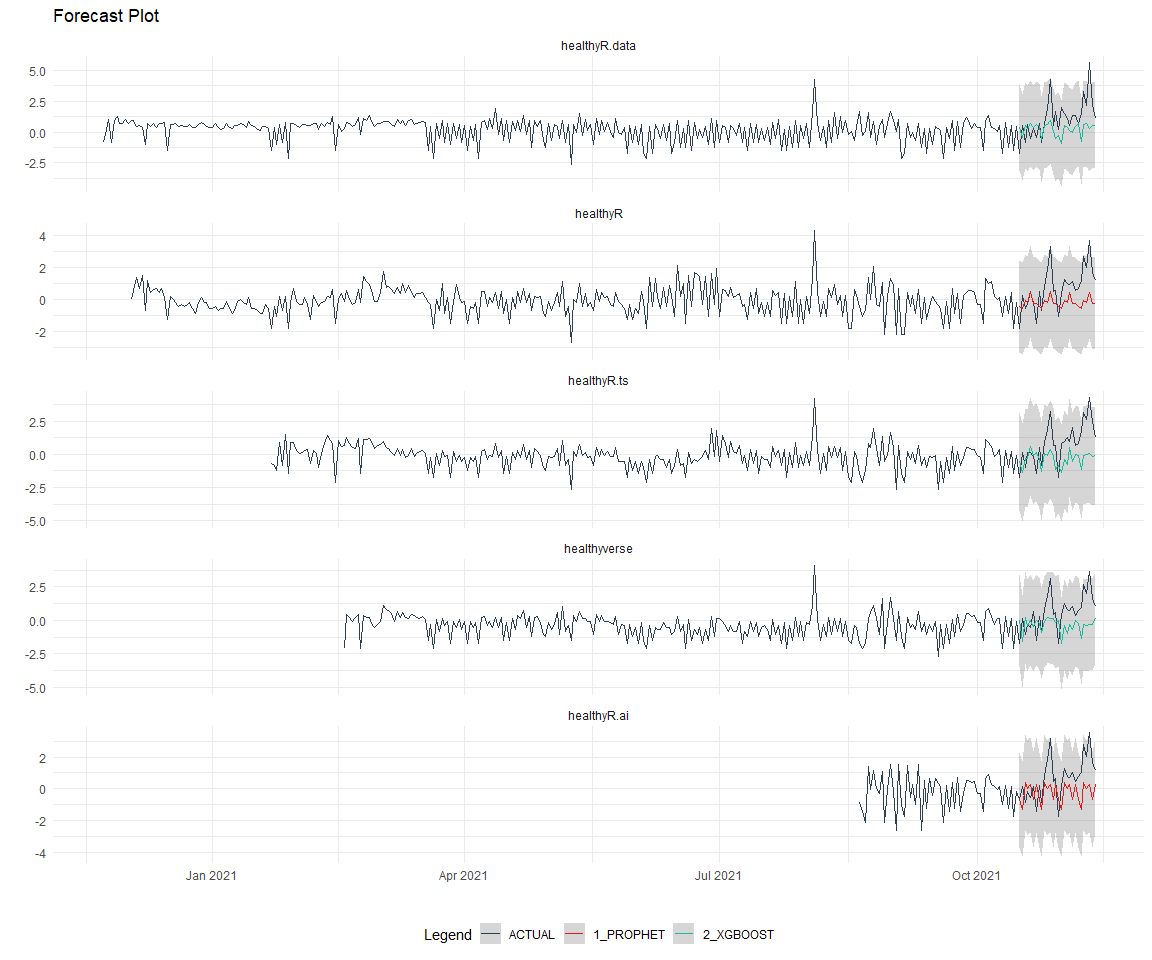 Forecast Plot
healthyR.data
5.0
2.5
0.0
-2.5
healthyR
4
2
0
-2
healthyR.ts
2.5
0.0
-2.5
-5.0
healthyverse
2.5
0.0
-2.5
-5.0
healthyR.ai
2
0
-2
-4
Jan 2021 Apr 2021 Jul 2021 Oct 2021
Legend ACTUAL 1_PROPHET 2_XGBOOST